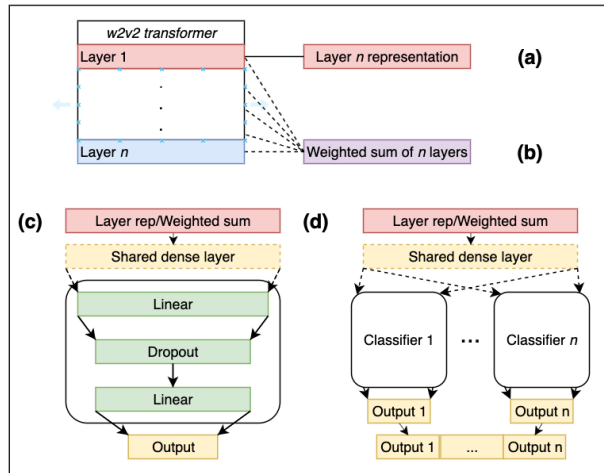 w2v2 transformer
Layer 1
Layer n representation
(a)
.
.
.
Layer n
Weighted sum of n layers
(b)
(c)
Layer rep/Weighted sum
Shared dense layer
Linear
Dropout
Linear
Output
(d)
Layer rep/Weighted sum
Shared dense layer
Classifier 1
...
Classifier n
Output 1
Output n
Output 1
...
Output n